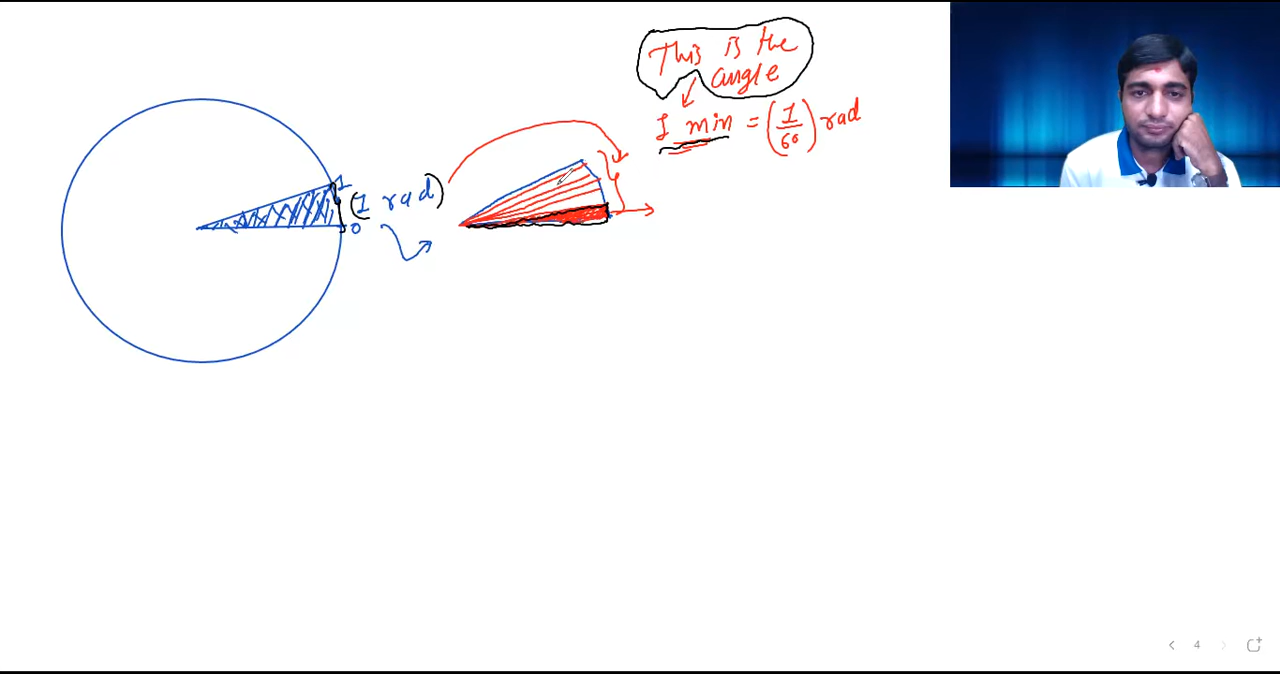 This is the
angle
1 min = (1/60) rad
1
(1 rad)
0
4